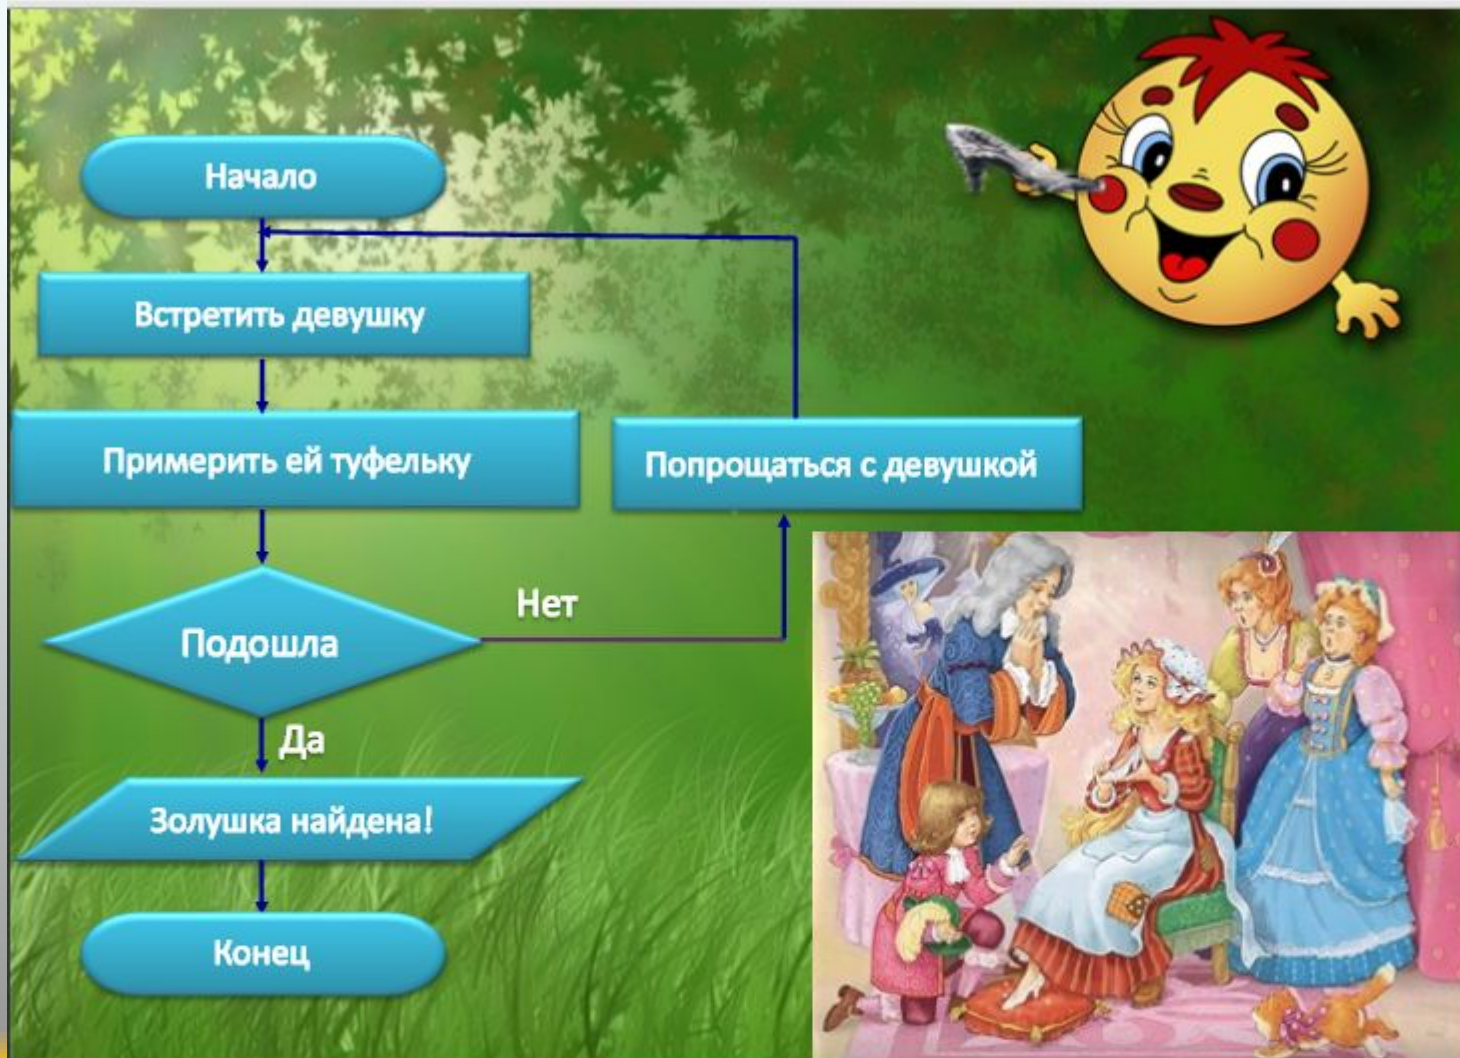 Начало
Встретить девушку
Примерить ей туфельку
Попрощаться с девушкой
Нет
Подошла
Да
Золушка найдена!
Конец